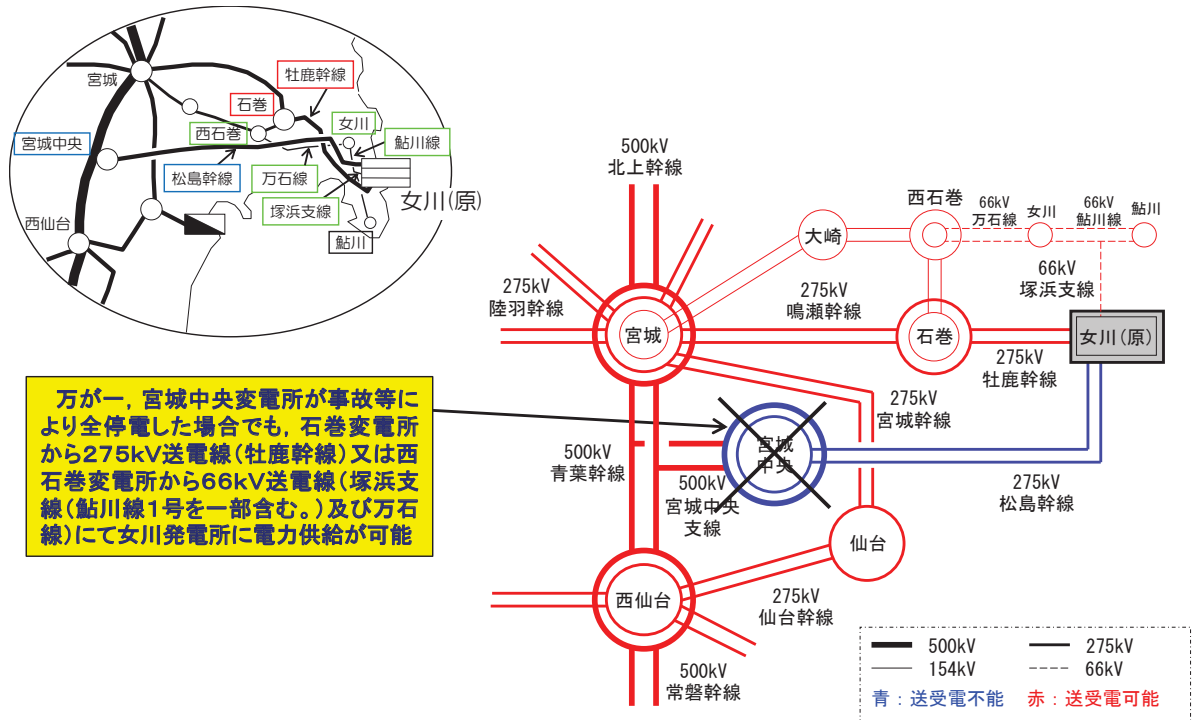 宮城
牡鹿幹線
石巻
女川
西石巻
鮎川線
宮城中央
松島幹線
万石線
塚浜支線
女川(原)
西仙台
鮎川
万が一，宮城中央変電所が事故等に
より全停電した場合でも，石巻変電所
から275kV送電線（牡鹿幹線）又は西
石巻変電所から66kV送電線（塚浜支
線（鮎川線1号を一部含む。）及び万石
線）にて女川発電所に電力供給が可能
500kV
北上幹線
275kV
陸羽幹線
宮城
大崎
275kV
鳴瀬幹線
西石巻
66kV
万石線
女川
66kV
鮎川線
鮎川
66kV
塚浜支線
石巻
女川(原)
275kV
牡鹿幹線
275kV
宮城幹線
500kV
青葉幹線
宮城
中央
500kV
宮城中央
支線
275kV
松島幹線
仙台
西仙台
275kV
仙台幹線
500kV
常磐幹線
500kV
275kV
154kV
66kV
青：送受電不能
赤：送受電可能